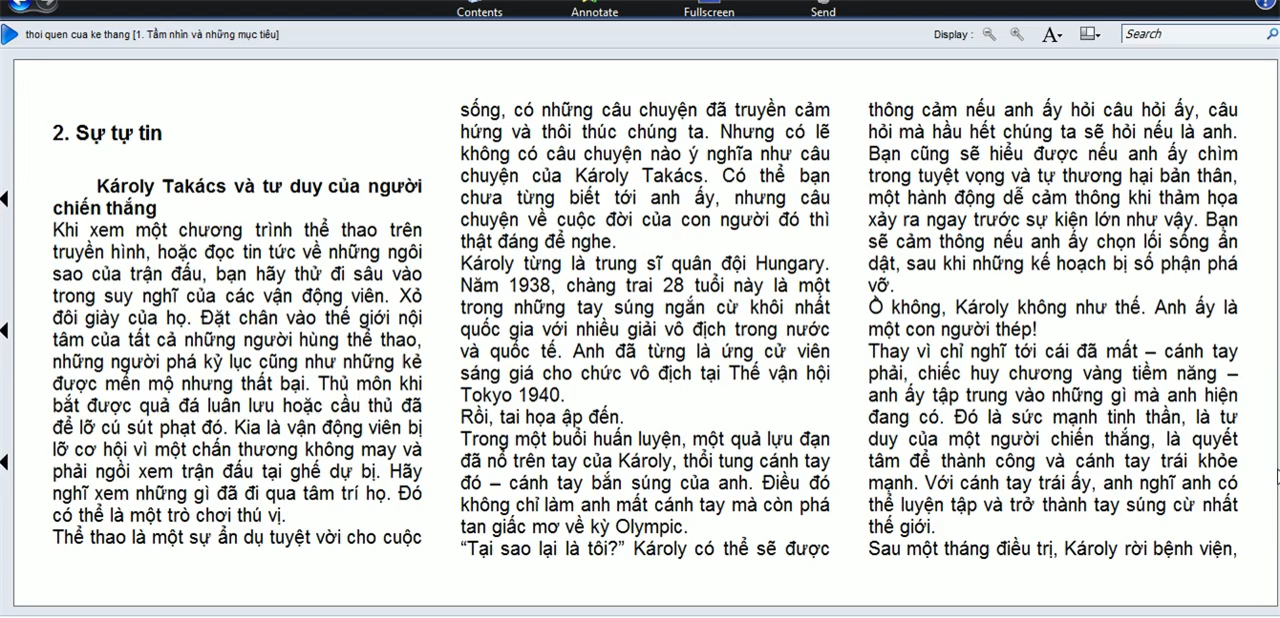 Contents
Annotate
Fullscreen
Send
thoi quen cua ke thang [1. Tầm nhìn và những mục tiêu]
Display :
A
Search
2. Sự tự tin
Károly Takács và tư duy của người
chiến thắng
Khi xem một chương trình thể thao trên
truyền hình, hoặc đọc tin tức về những ngôi
sao của trận đấu, bạn hãy thử đi sâu vào
trong suy nghĩ của các vận động viên. Xỏ
đôi giày của họ. Đặt chân vào thế giới nội
tâm của tất cả những người hùng thể thao,
những người phá kỷ lục cũng như những kẻ
được mến mộ nhưng thất bại. Thủ môn khi
bắt được quả đá luân lưu hoặc cầu thủ đã
để lỡ cú sút phạt đó. Kia là vận động viên bị
lỡ cơ hội vì một chấn thương không may và
phải ngồi xem trận đấu tại ghế dự bị. Hãy
nghĩ xem những gì đã đi qua tâm trí họ. Đó
có thể là một trò chơi thú vị.
Thể thao là một sự ẩn dụ tuyệt vời cho cuộc
sống, có những câu chuyện đã truyền cảm
hứng và thôi thúc chúng ta. Nhưng có lẽ
không có câu chuyện nào ý nghĩa như câu
chuyện của Károly Takács. Có thể bạn
chưa từng biết tới anh ấy, nhưng câu
chuyện về cuộc đời của con người đó thì
thật đáng để nghe.
Károly từng là trung sĩ quân đội Hungary.
Năm 1938, chàng trai 28 tuổi này là một
trong những tay súng ngắn cừ khôi nhất
quốc gia với nhiều giải vô địch trong nước
và quốc tế. Anh đã từng là ứng cử viên
sáng giá cho chức vô địch tại Thế vận hội
Tokyo 1940.
Rồi, tai họa ập đến.
Trong một buổi huấn luyện, một quả lựu đạn
đã nổ trên tay của Károly, thổi tung cánh tay
đó – cánh tay bắn súng của anh. Điều đó
không chỉ làm anh mất cánh tay mà còn phá
tan giấc mơ về kỳ Olympic.
“Tại sao lại là tôi?” Károly có thể sẽ được
thông cảm nếu anh ấy hỏi câu hỏi ấy, câu
hỏi mà hầu hết chúng ta sẽ hỏi nếu là anh.
Bạn cũng sẽ hiểu được nếu anh ấy chìm
trong tuyệt vọng và tự thương hại bản thân,
một hành động dễ cảm thông khi thảm họa
xảy ra ngay trước sự kiện lớn như vậy. Bạn
sẽ cảm thông nếu anh ấy chọn lối sống ẩn
dật, sau khi những kế hoạch bị số phận phá
vỡ.
Ồ không, Károly không như thế. Anh ấy là
một con người thép!
Thay vì chỉ nghĩ tới cái đã mất – cánh tay
phải, chiếc huy chương vàng tiềm năng –
anh ấy tập trung vào những gì mà anh hiện
đang có. Đó là sức mạnh tinh thần, là tư
duy của một người chiến thắng, là quyết
tâm để thành công và cánh tay trái khỏe
mạnh. Với cánh tay trái ấy, anh nghĩ anh có
thể luyện tập và trở thành tay súng cừ nhất
thế giới.
Sau một tháng điều trị, Károly rời bệnh viện,